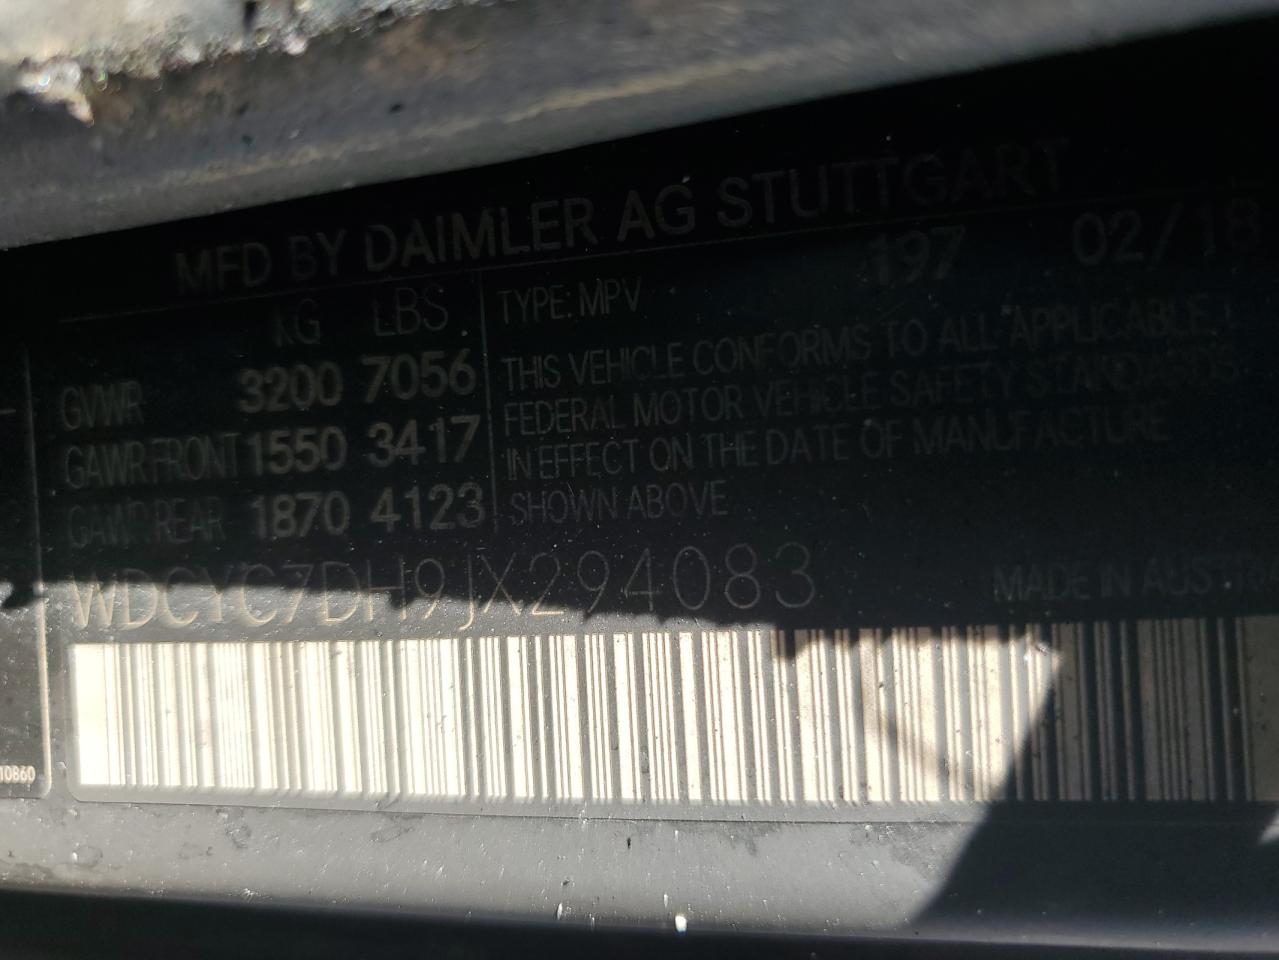 MFD BY DAIMLER AG STUTTGART
KG LBS
GVWR 3200 7056
GAWR FRONT 1550 3417
GAWR REAR 1870 4123
TYPE: MPV 197 02/18
THIS VEHICLE CONFORMS TO ALL APPLICABLE
FEDERAL MOTOR VEHICLE SAFETY STANDARDS
IN EFFECT ON THE DATE OF MANUFACTURE
SHOWN ABOVE
WDCYC7DH9JX294083
MADE IN
10860